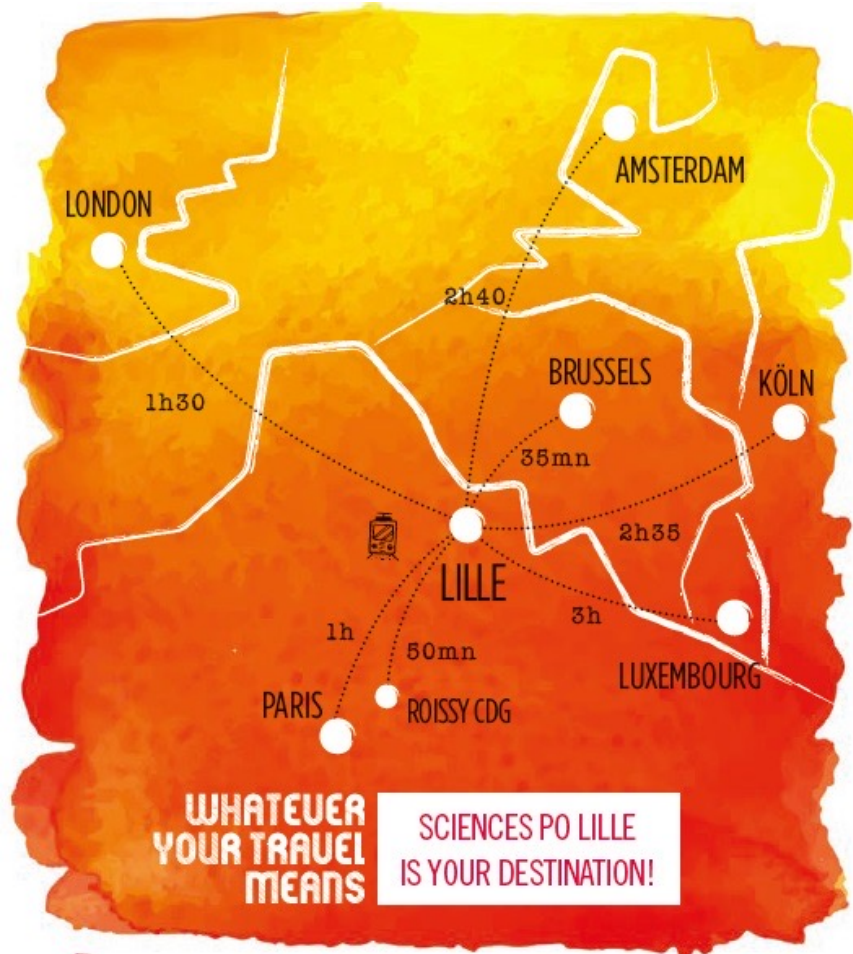 AMSTERDAM
LONDON
2h40
BRUSSELS
KÖLN
1h30
35mn
2h35
LILLE
3h
1h
50mn
LUXEMBOURG
PARIS
ROISSY CDG
WHATEVER
YOUR TRAVEL
MEANS
SCIENCES PO LILLE
IS YOUR DESTINATION!